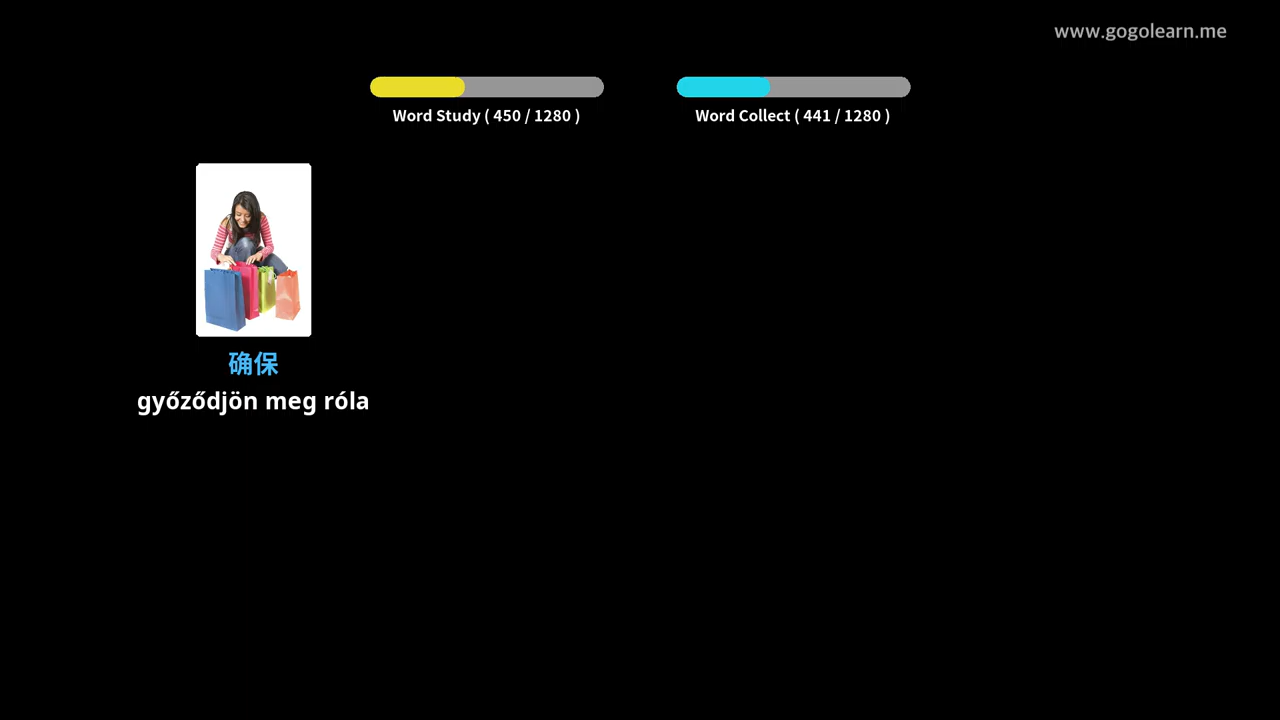 www.gogolearn.me
Word Study ( 450 / 1280 )
Word Collect ( 441 / 1280 )
确保
győződjön meg róla